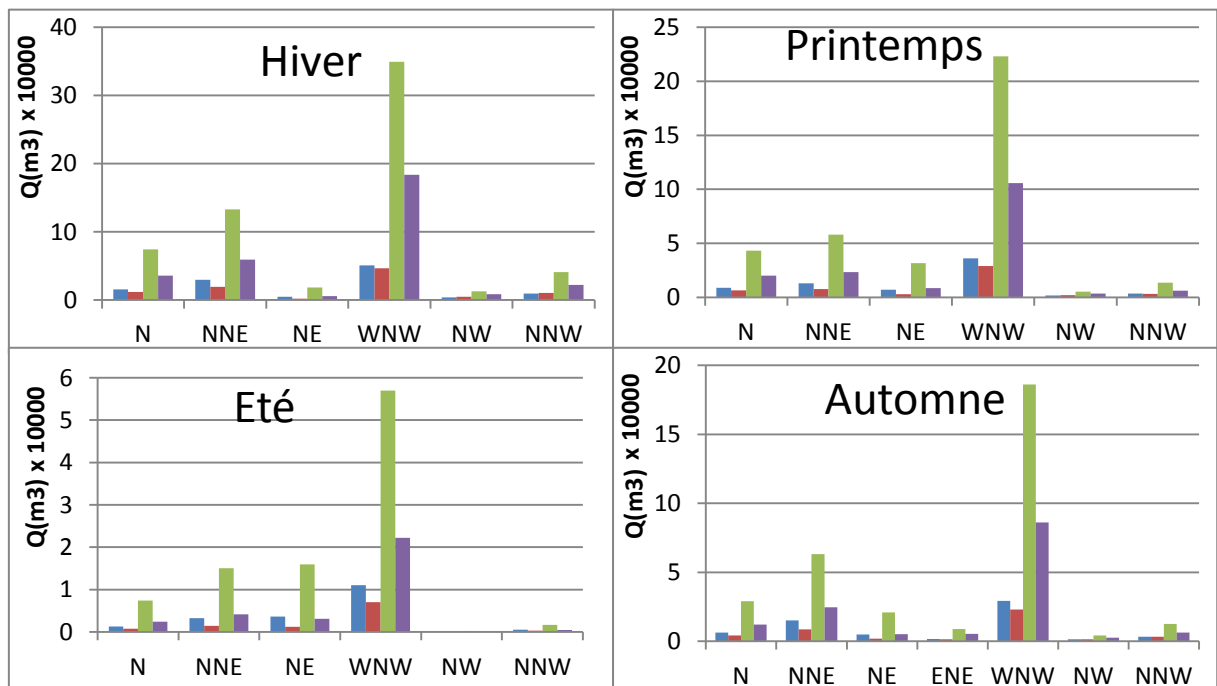 Hiver
Q(m3) x 10000
40
30
20
10
0
N NNE NE WNW NW NNW
Printemps
Q(m3) x 10000
25
20
15
10
5
0
N NNE NE WNW NW NNW
Eté
Q(m3) x 10000
6
5
4
3
2
1
0
N NNE NE WNW NW NNW
Automne
Q(m3) x 10000
20
15
10
5
0
N NNE NE ENE WNW NW NNW